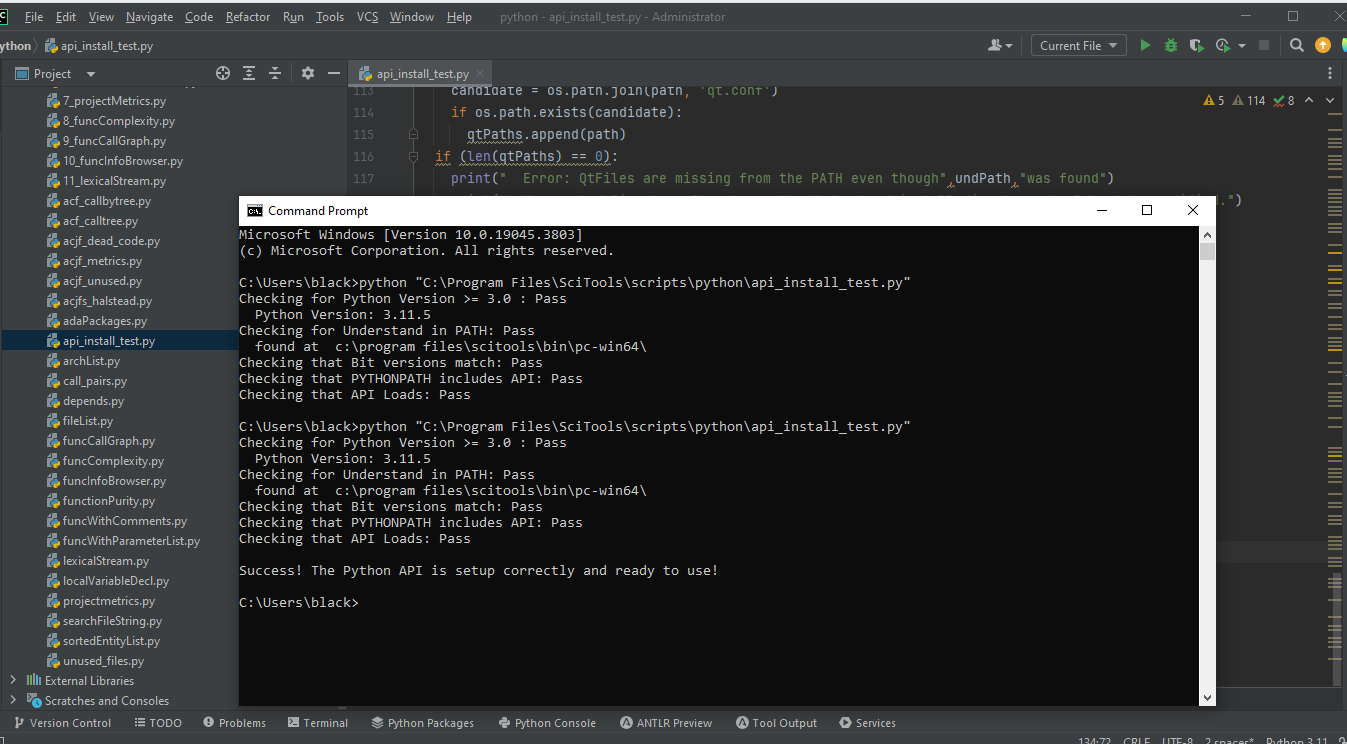 File Edit View Navigate Code Refactor Run Tools VCS Window Help python - api_install_test.py - Administrator
ython api_install_test.py Current File
Project api_install_test.py
7_projectMetrics.py
8_funcComplexity.py
9_funcCallGraph.py
10_funcInfoBrowser.py
11_lexicalStream.py
acf_callbytree.py
acf_calltree.py
acjf_dead_code.py
acjf_metrics.py
acjf_unused.py
acjfs_halstead.py
adaPackages.py
api_install_test.py
archList.py
call_pairs.py
depends.py
fileList.py
funcCallGraph.py
funcComplexity.py
funcInfoBrowser.py
functionPurity.py
funcWithComments.py
funcWithParameterList.py
lexicalStream.py
localVariableDecl.py
projectmetrics.py
searchFileString.py
sortedEntityList.py
unused_files.py
External Libraries
Scratches and Consoles
5 114 8
113 candidate = os.path.join(path, 'qt.conf')
114 if os.path.exists(candidate):
115 qtPaths.append(path)
116 if (len(qtPaths) == 0):
117 print("  Error: QtFiles are missing from the PATH even though",undPath,"was found")
.")
Command Prompt
Microsoft Windows [Version 10.0.19045.3803]
(c) Microsoft Corporation. All rights reserved.
C:\Users\black>python "C:\Program Files\SciTools\scripts\python\api_install_test.py"
Checking for Python Version >= 3.0 : Pass
Python Version: 3.11.5
Checking for Understand in PATH: Pass
found at  c:\program files\scitools\bin\pc-win64\
Checking that Bit versions match: Pass
Checking that PYTHONPATH includes API: Pass
Checking that API Loads: Pass
C:\Users\black>python "C:\Program Files\SciTools\scripts\python\api_install_test.py"
Checking for Python Version >= 3.0 : Pass
Python Version: 3.11.5
Checking for Understand in PATH: Pass
found at  c:\program files\scitools\bin\pc-win64\
Checking that Bit versions match: Pass
Checking that PYTHONPATH includes API: Pass
Checking that API Loads: Pass
Success! The Python API is setup correctly and ready to use!
C:\Users\black>
Version Control TODO Problems Terminal Python Packages Python Console ANTLR Preview Tool Output Services
134:72 CRLF UTF-8 2 spaces* Python 3.11